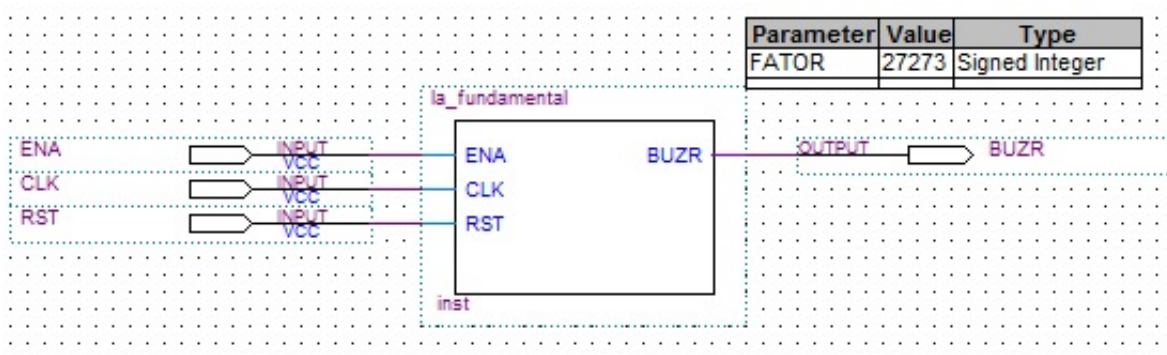 Parameter Value Type
FATOR 27273 Signed Integer
la_fundamental
ENA INPUT VCC ENA BUZR OUTPUT BUZR
CLK INPUT VCC CLK
RST INPUT VCC RST
inst